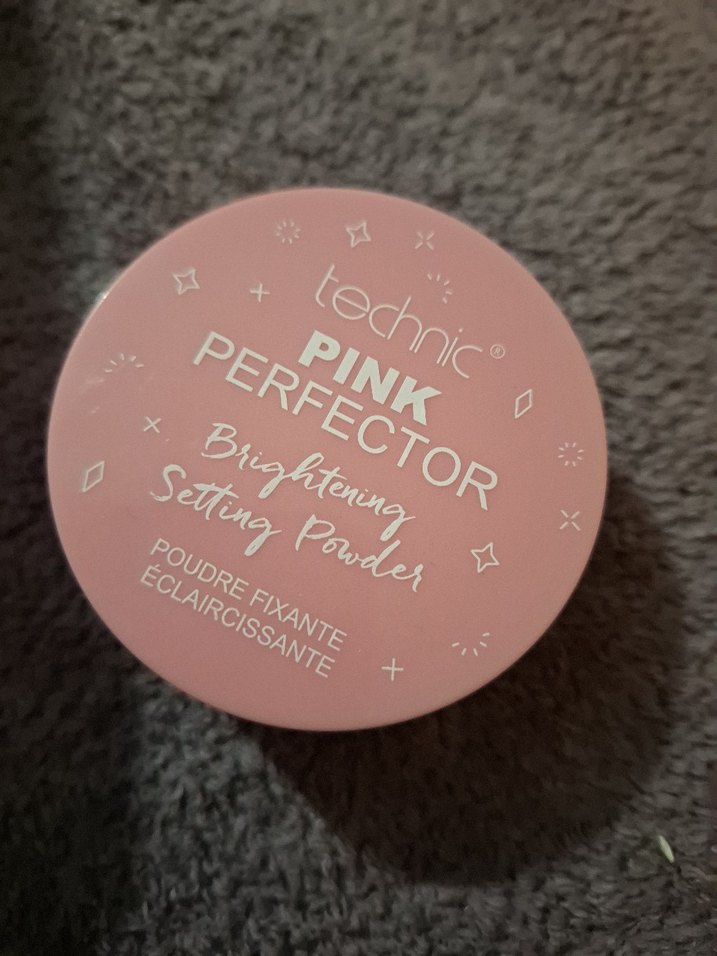 technic®
PINK
PERFECTOR
Brightening
Setting Powder
POUDRE FIXANTE
ÉCLAIRCISSANTE